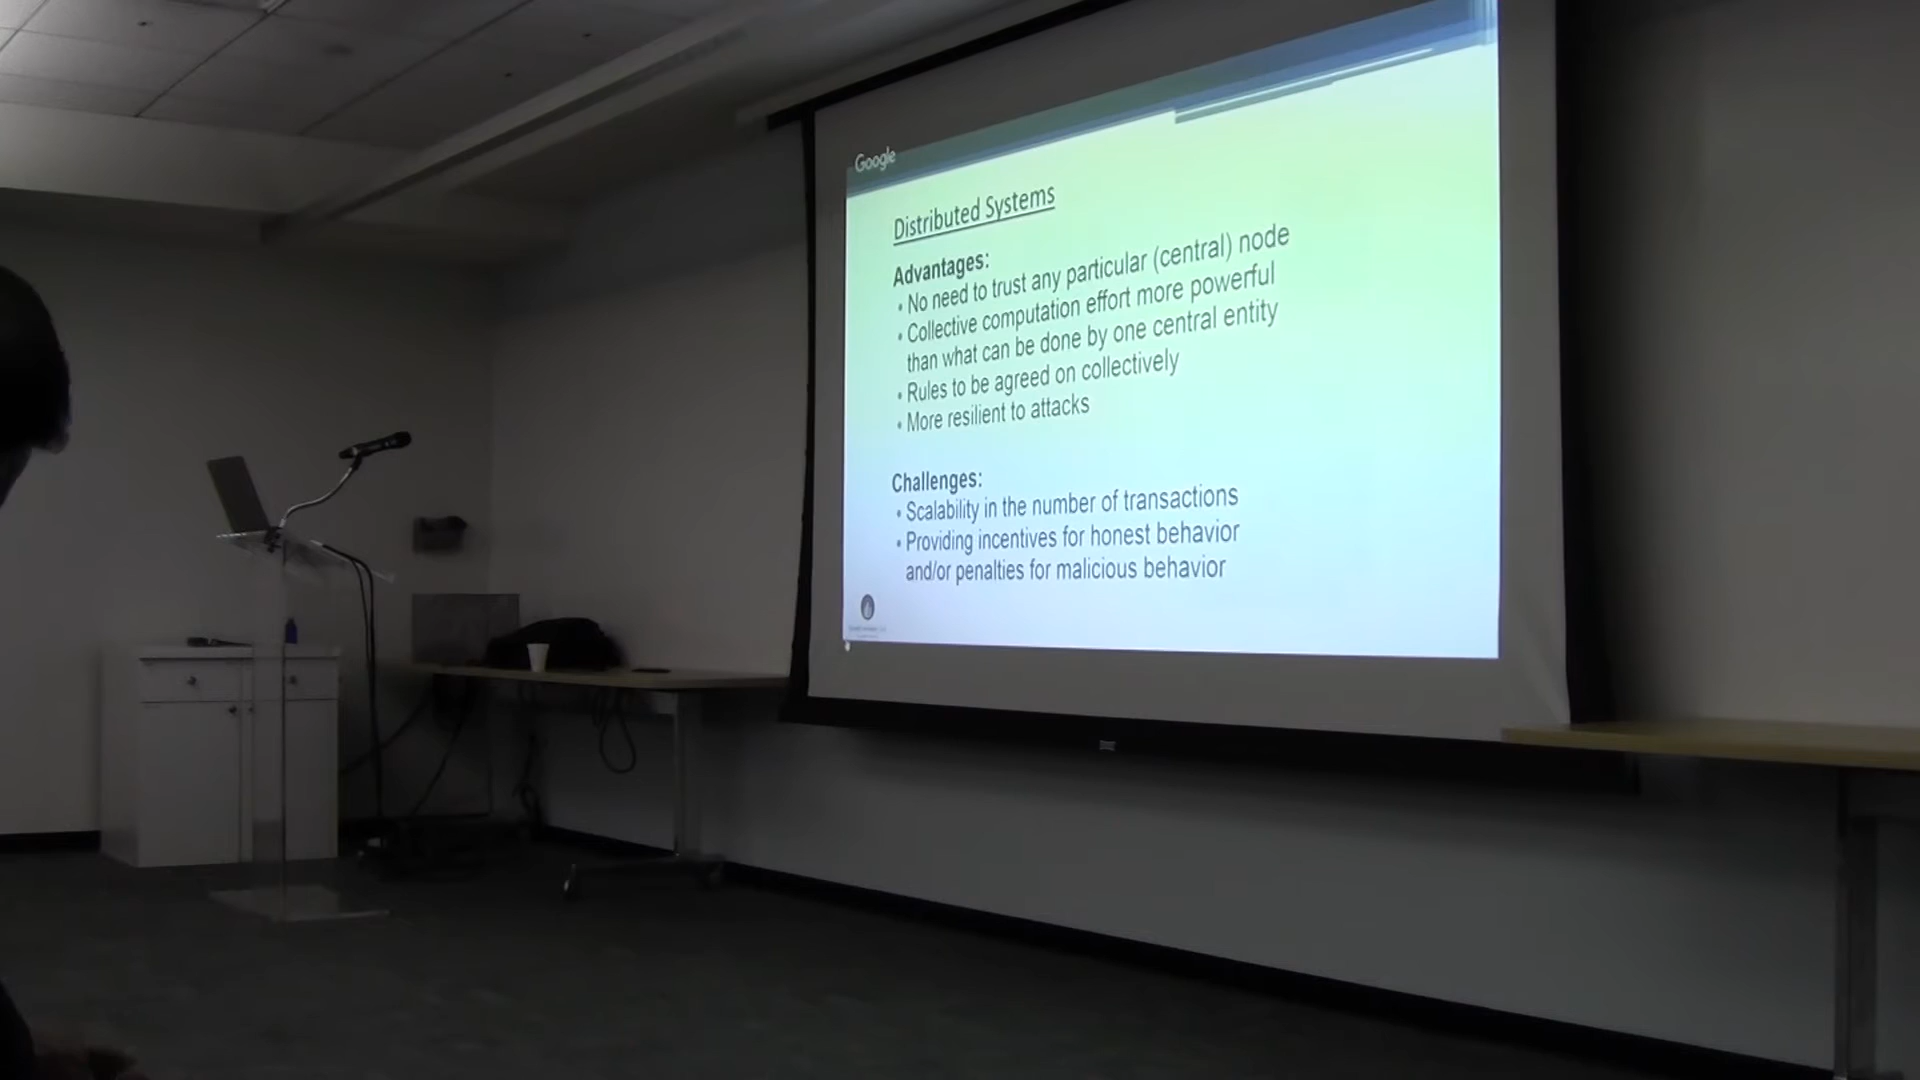 Google
Distributed Systems
Advantages:
• No need to trust any particular (central) node
• Collective computation effort more powerful
than what can be done by one central entity
• Rules to be agreed on collectively
• More resilient to attacks
Challenges:
• Scalability in the number of transactions
• Providing incentives for honest behavior
and/or penalties for malicious behavior